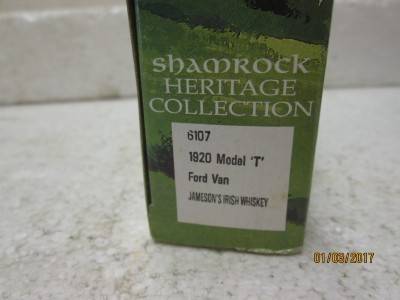 Shamrock
HERITAGE
COLLECTION
6107
1920 Model 'T'
Ford Van
JAMESON'S IRISH WHISKEY
01/03/2017